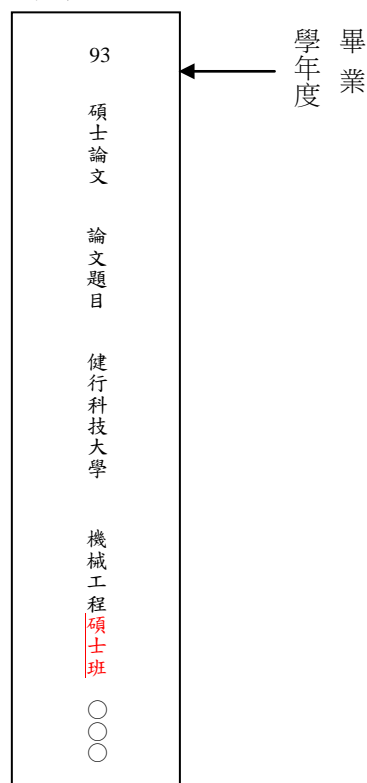 93
碩士論文
論文題目
健行科技大學
機械工程碩士班
○○○
畢業
學年度